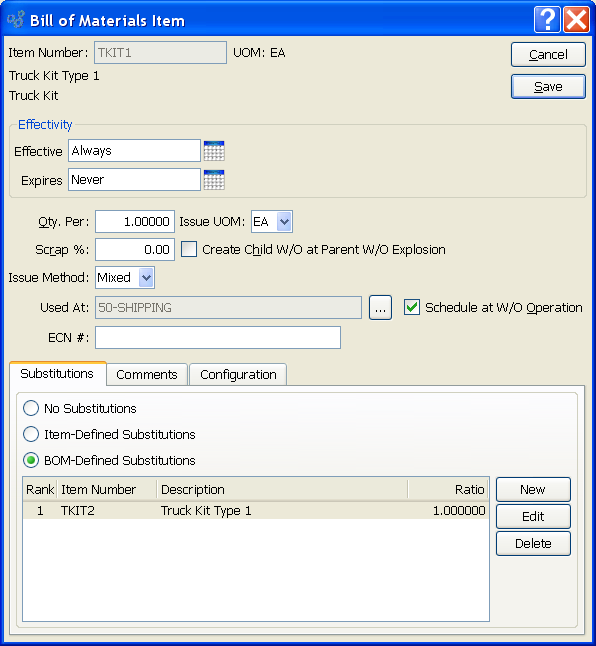 Bill of Materials Item
Item Number: TKIT1 UOM: EA
Cancel
Truck Kit Type 1
Save
Truck Kit
Effectivity
Effective Always
Expires Never
Qty. Per: 1.00000 Issue UOM: EA
Scrap %: 0.00 Create Child W/O at Parent W/O Explosion
Issue Method: Mixed
Used At: 50-SHIPPING ... Schedule at W/O Operation
ECN #:
Substitutions Comments Configuration
No Substitutions
Item-Defined Substitutions
BOM-Defined Substitutions
Rank Item Number Description Ratio
1 TKIT2 Truck Kit Type 1 1.000000
New
Edit
Delete